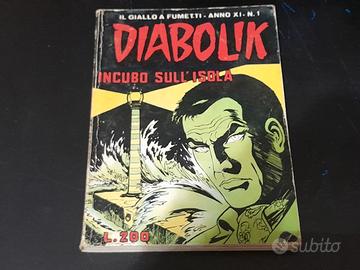 IL GIALLO A FUMETTI - ANNO XI - N. 1
DIABOLIK
INCUBO SULL'ISOLA
L. 200
subito